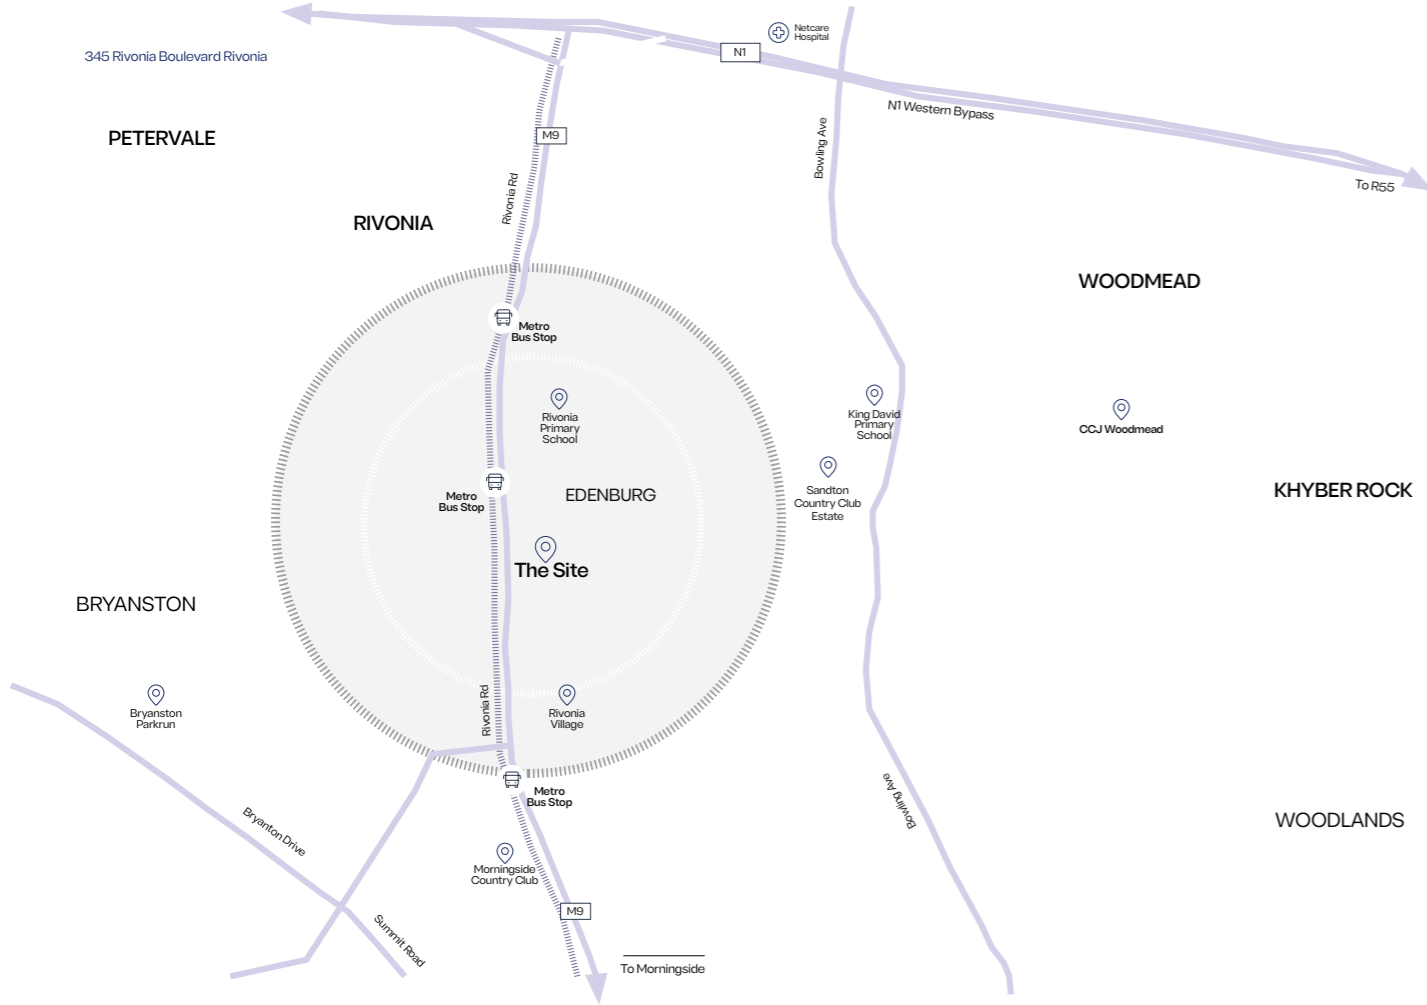 Netcare
Hospital
N1
345 Rivonia Boulevard Rivonia
N1 Western Bypass
PETERVALE
M9
Bowling Ave
To R55
Rivonia Rd
RIVONIA
WOODMEAD
Metro
Bus Stop
Rivonia
Primary
School
King David
Primary
School
CCJ Woodmead
Metro
Bus Stop
EDENBURG
Sandton
Country Club
Estate
KHYBER ROCK
The Site
BRYANSTON
Bryanston
Parkrun
Rivonia Rd
Rivonia
Village
Metro
Bus Stop
Bowling Ave
Bryanton Drive
WOODLANDS
Morningside
Country Club
M9
Summit Road
To Morningside